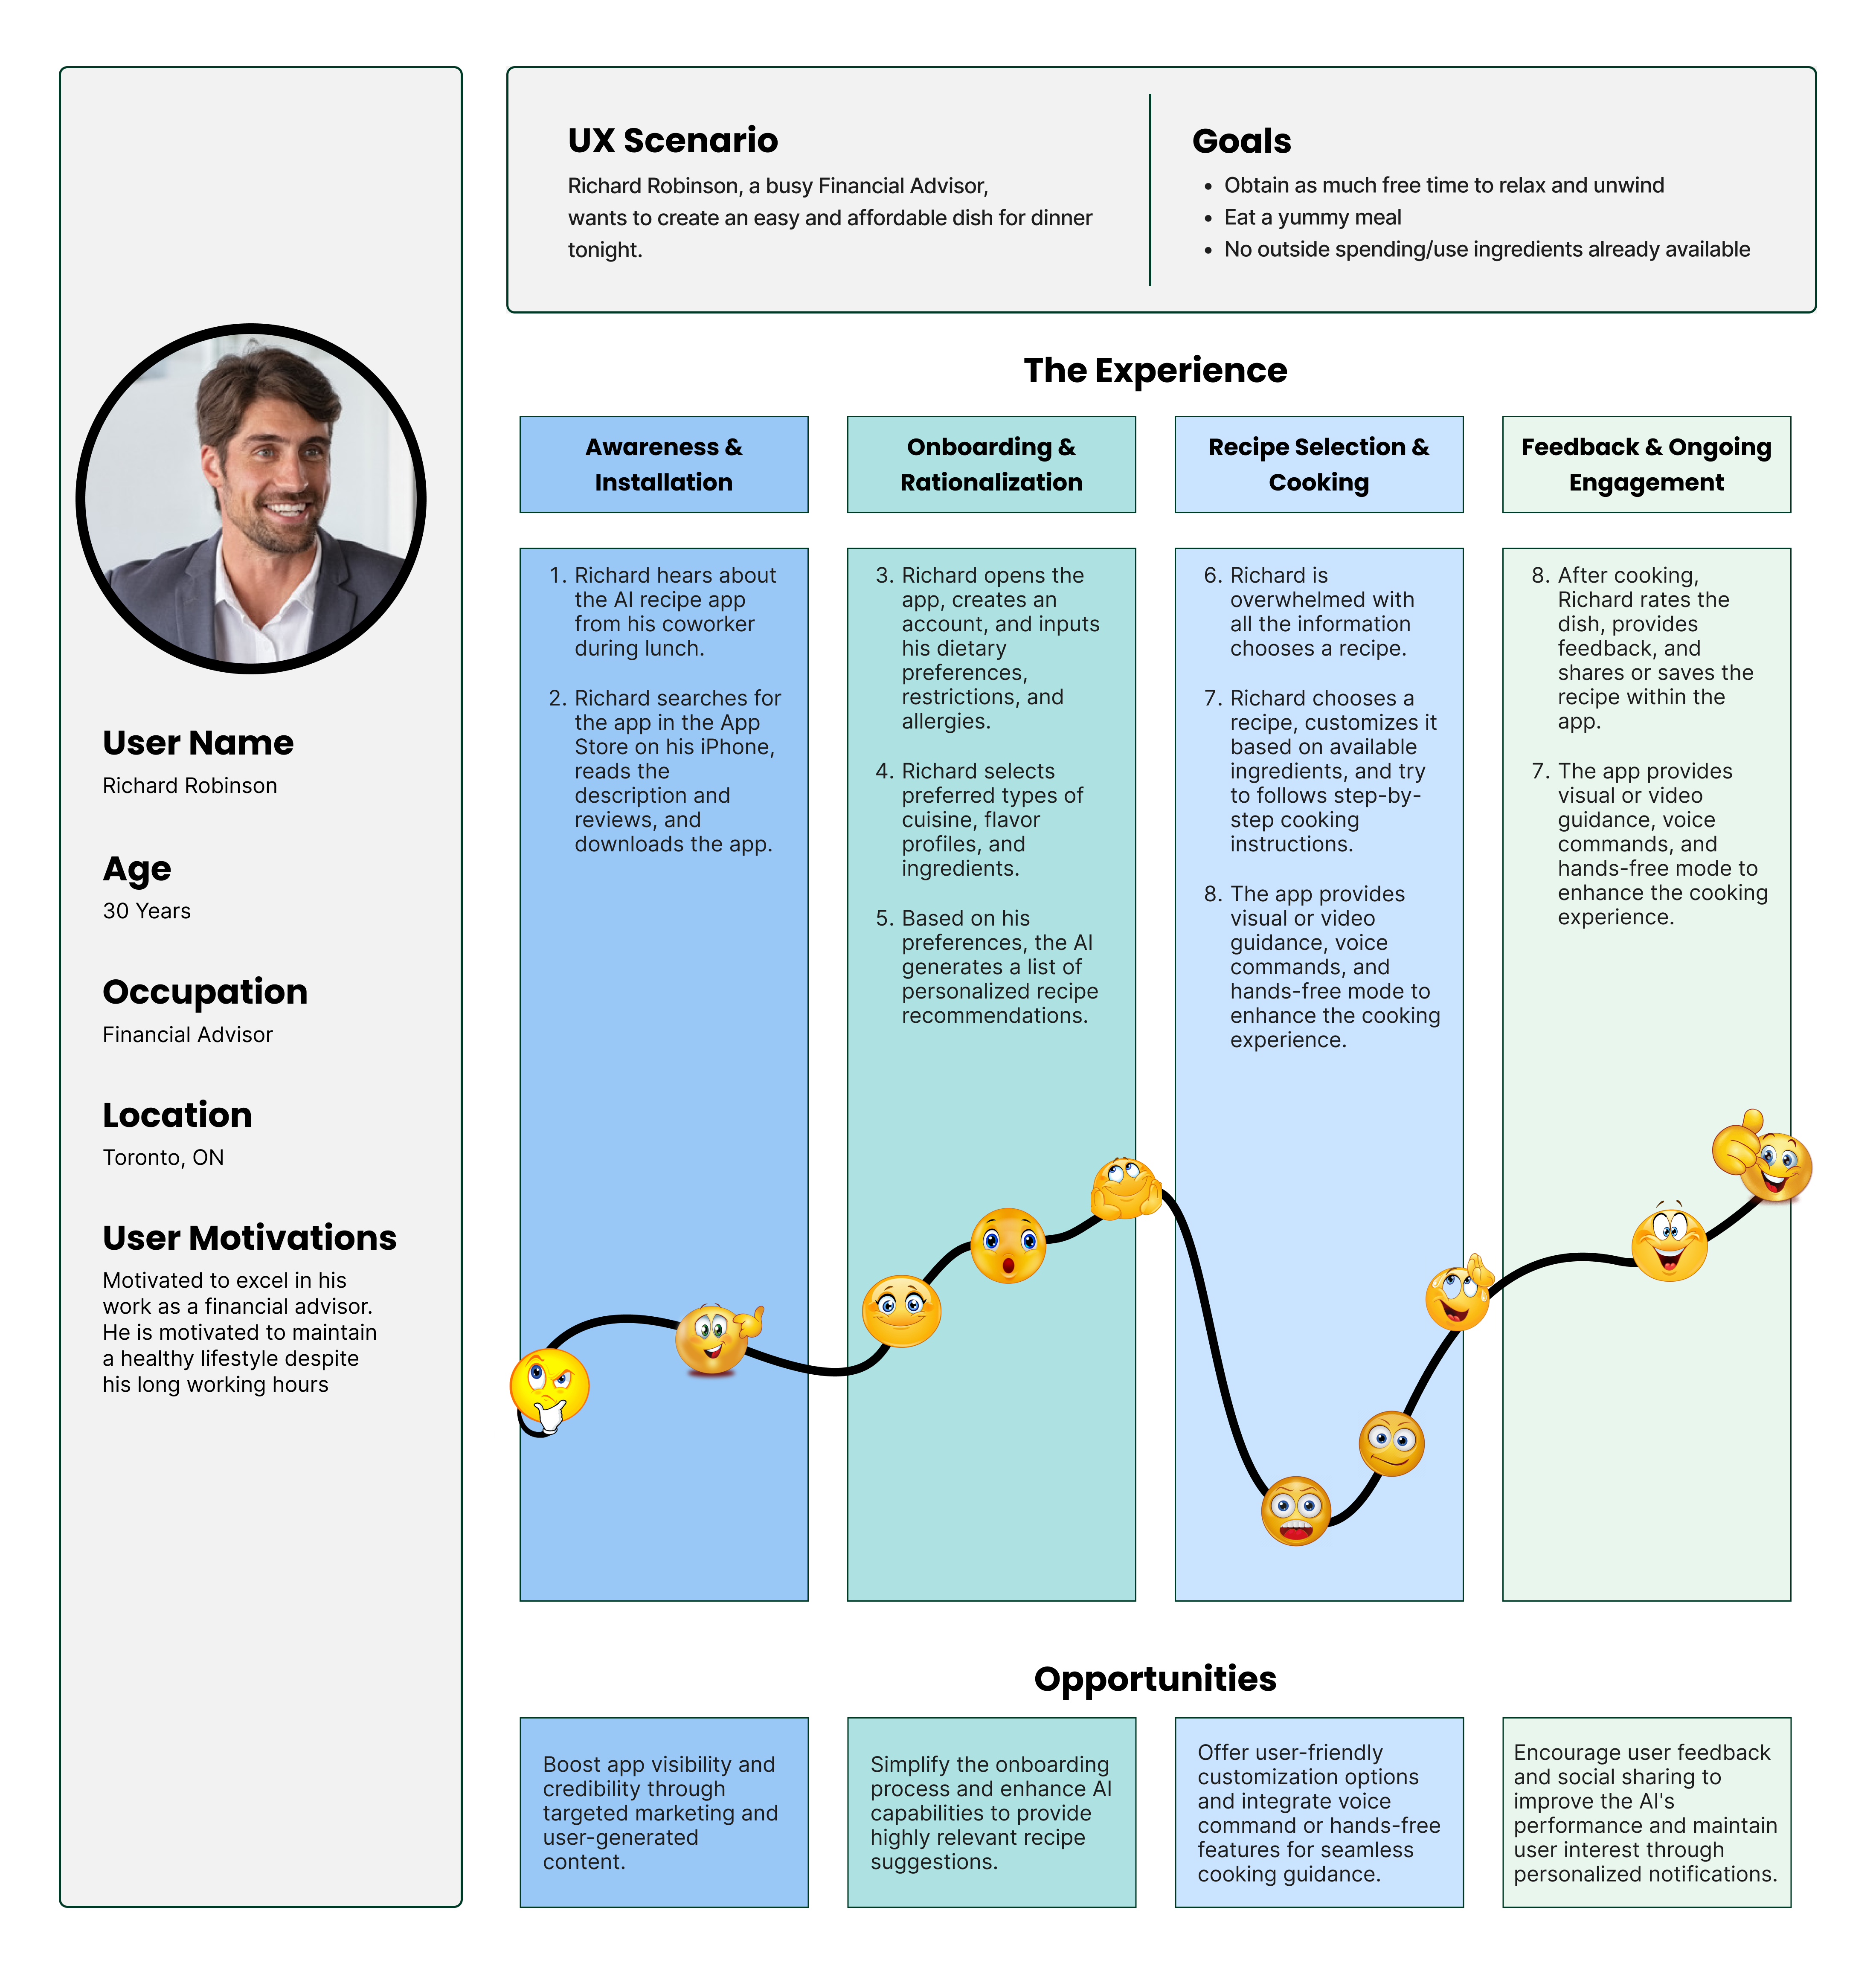 User Name
Richard Robinson
Age
30 Years
Occupation
Financial Advisor
Location
Toronto, ON
User Motivations
Motivated to excel in his
work as a financial advisor.
He is motivated to maintain
a healthy lifestyle despite
his long working hours
UX Scenario
Richard Robinson, a busy Financial Advisor,
wants to create an easy and affordable dish for dinner
tonight.
Goals
• Obtain as much free time to relax and unwind
• Eat a yummy meal
• No outside spending/use ingredients already available
The Experience
Awareness &
Installation
1. Richard hears about
the AI recipe app
from his coworker
during lunch.
2. Richard searches for
the app in the App
Store on his iPhone,
reads the
description and
reviews, and
downloads the app.
Onboarding &
Rationalization
3. Richard opens the
app, creates an
account, and inputs
his dietary
preferences,
restrictions, and
allergies.
4. Richard selects
preferred types of
cuisine, flavor
profiles, and
ingredients.
5. Based on his
preferences, the AI
generates a list of
personalized recipe
recommendations.
Recipe Selection &
Cooking
6. Richard is
overwhelmed with
all the information
chooses a recipe.
7. Richard chooses a
recipe, customizes it
based on available
ingredients, and try
to follows step-by-
step cooking
instructions.
8. The app provides
visual or video
guidance, voice
commands, and
hands-free mode to
enhance the cooking
experience.
Feedback & Ongoing
Engagement
8. After cooking,
Richard rates the
dish, provides
feedback, and
shares or saves the
recipe within the
app.
7. The app provides
visual or video
guidance, voice
commands, and
hands-free mode to
enhance the cooking
experience.
Opportunities
Boost app visibility and
credibility through
targeted marketing and
user-generated
content.
Simplify the onboarding
process and enhance AI
capabilities to provide
highly relevant recipe
suggestions.
Offer user-friendly
customization options
and integrate voice
command or hands-free
features for seamless
cooking guidance.
Encourage user feedback
and social sharing to
improve the AI's
performance and maintain
user interest through
personalized notifications.